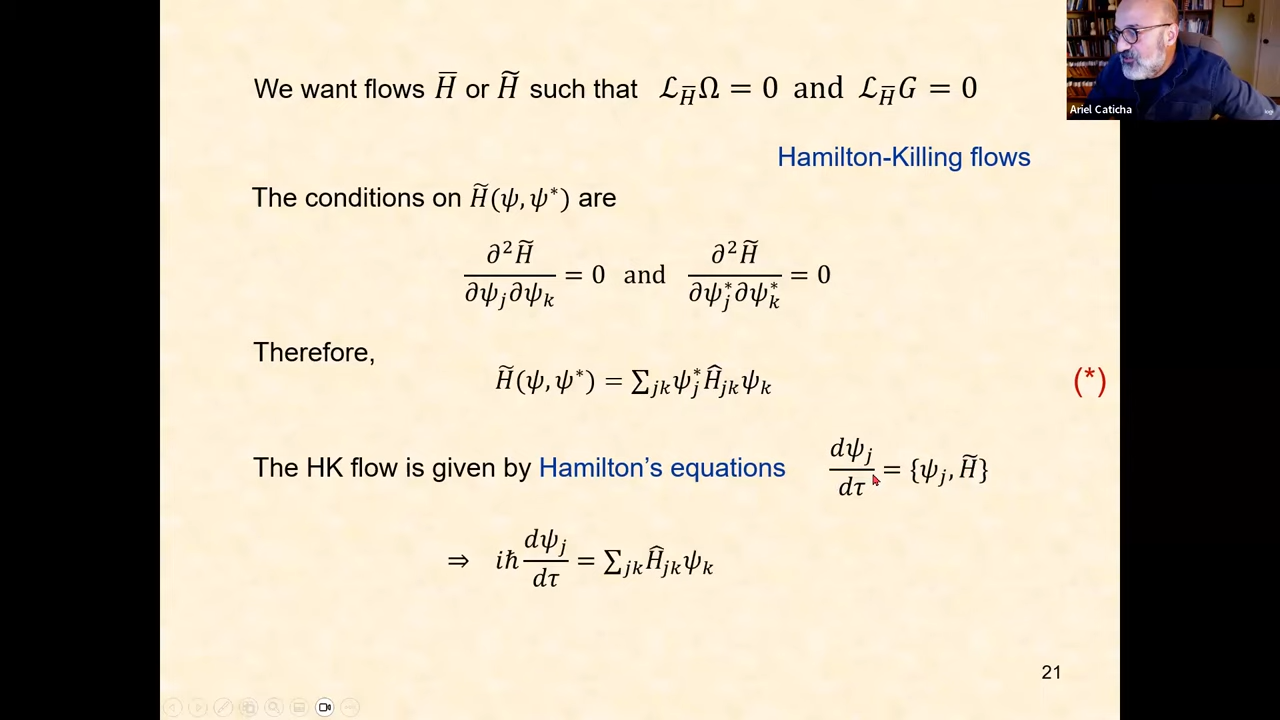 We want flows H̅ or H̃ such that ℒ_H̅ Ω = 0 and ℒ_H̅ G = 0
Ariel Caticha
Hamilton-Killing flows
The conditions on H̃(ψ, ψ*) are
∂²H̃/∂ψ_j∂ψ_k = 0 and ∂²H̃/∂ψ*_j∂ψ*_k = 0
Therefore,
H̃(ψ, ψ*) = ∑_jk ψ*_j Ĥ_jk ψ_k (*)
The HK flow is given by Hamilton's equations dψ_j/dτ = {ψ_j, H̃}
⇒ iħ dψ_j/dτ = ∑_jk Ĥ_jk ψ_k
21